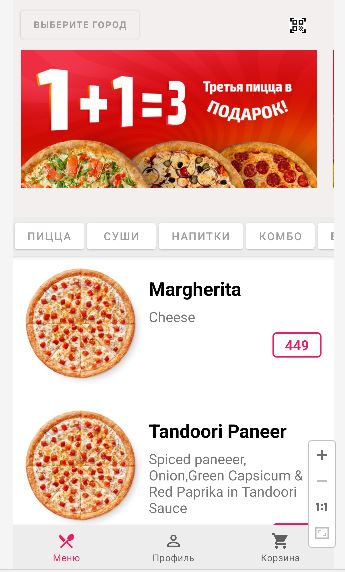 ВЫБЕРИТЕ ГОРОД
1+1=3
Третья пицца в
ПОДАРОК!
ПИЦЦА
СУШИ
НАПИТКИ
КОМБО
Margherita
Cheese
449
Tandoori Paneer
Spiced paneeer,
Onion,Green Capsicum &
Red Paprika in Tandoori
Sauce
+
−
1:1
Меню
Профиль
Корзина